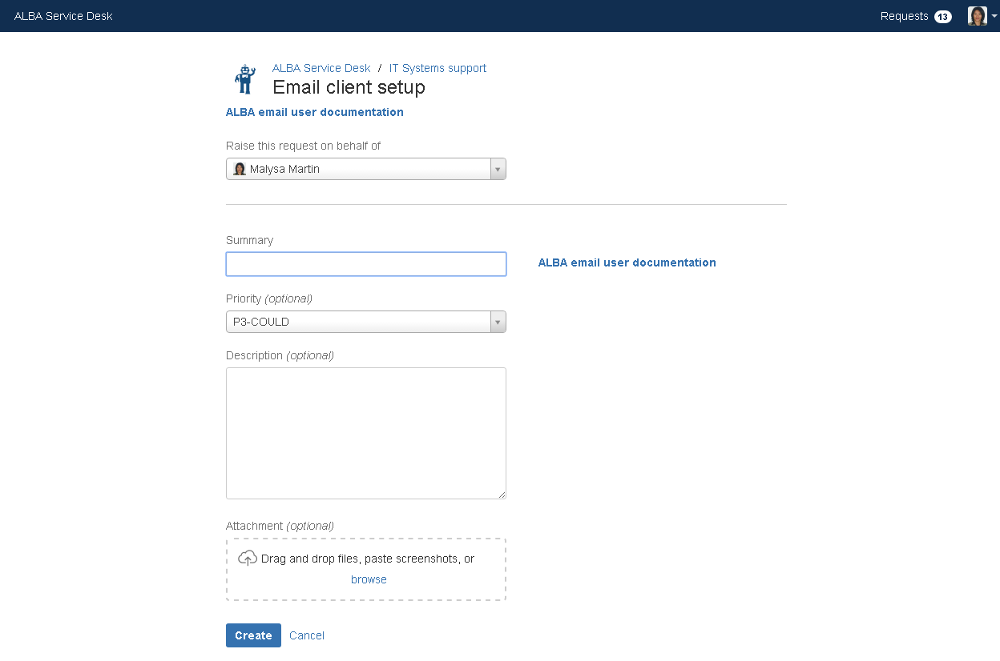 ALBA Service Desk
Requests 13
ALBA Service Desk / IT Systems support
Email client setup
ALBA email user documentation
Raise this request on behalf of
Malysa Martin
Summary
ALBA email user documentation
Priority (optional)
P3-COULD
Description (optional)
Attachment (optional)
Drag and drop files, paste screenshots, or
browse
Create Cancel